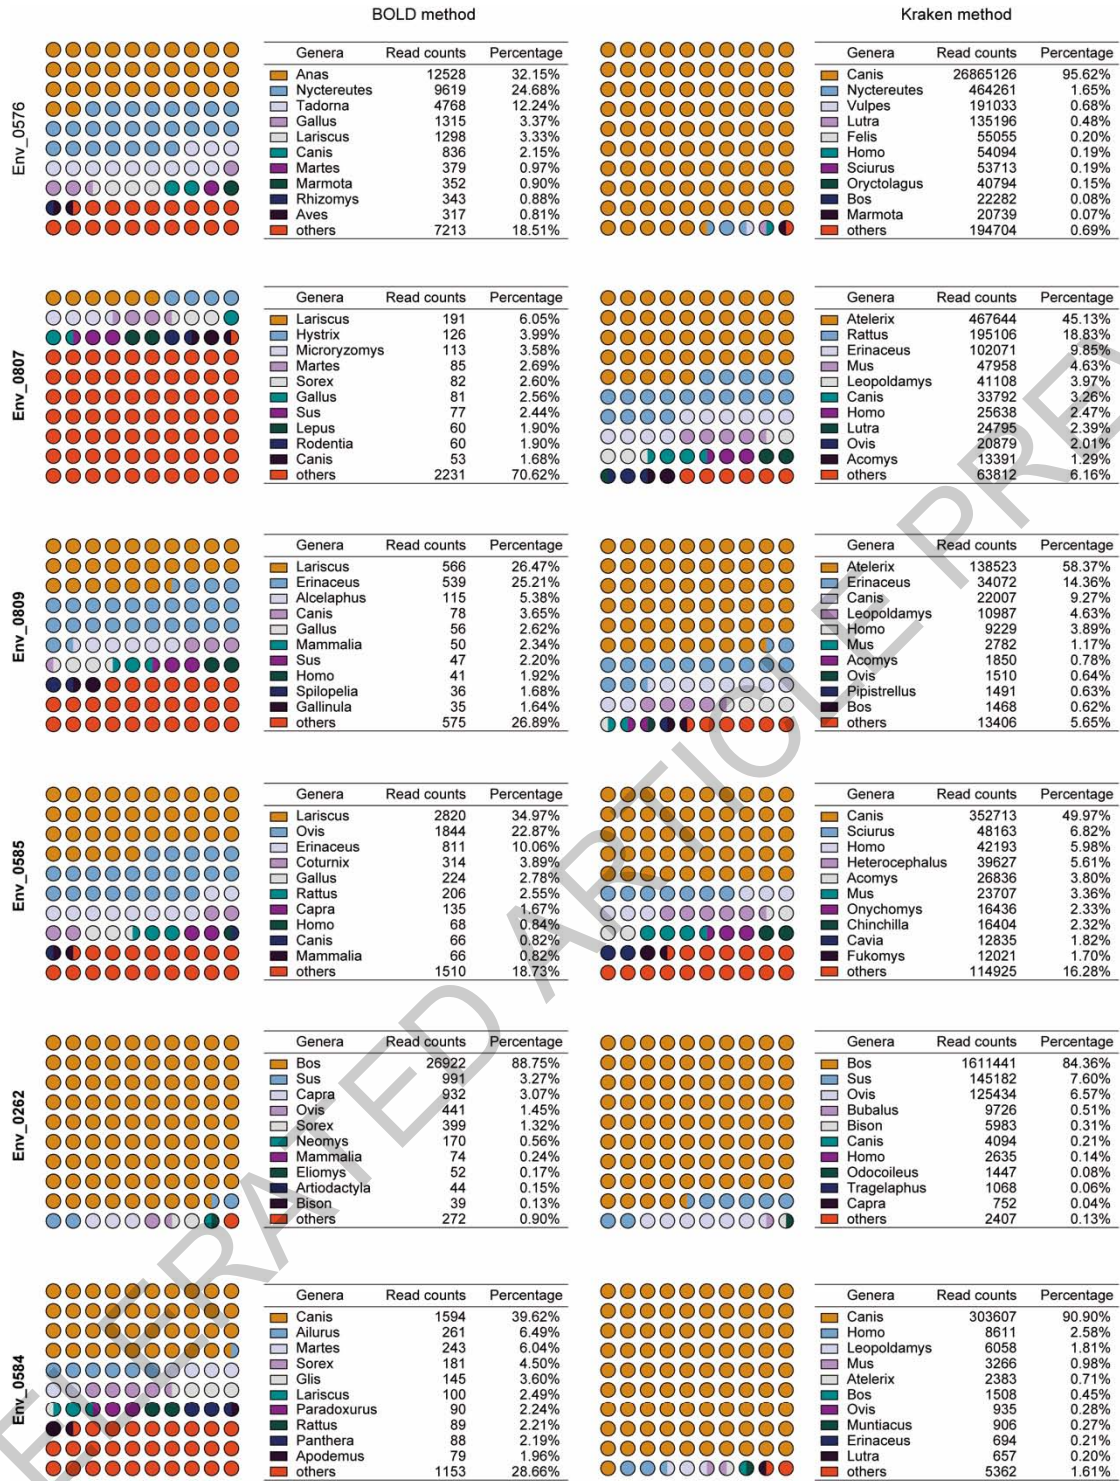 BOLD method
Kraken method
Env_0576
Genera Read counts Percentage
Anas 12528 32.15%
Nyctereutes 9619 24.68%
Tadorna 4768 12.24%
Gallus 1315 3.37%
Lariscus 1298 3.33%
Canis 836 2.15%
Martes 379 0.97%
Marmota 352 0.90%
Rhizomys 343 0.88%
Aves 317 0.81%
others 7213 18.51%
Genera Read counts Percentage
Canis 26865126 95.62%
Nyctereutes 464261 1.65%
Vulpes 191033 0.68%
Lutra 135196 0.48%
Felis 55055 0.20%
Homo 54094 0.19%
Sciurus 53713 0.19%
Oryctolagus 40794 0.15%
Bos 22282 0.08%
Marmota 20739 0.07%
others 194704 0.69%
Env_0807
Genera Read counts Percentage
Lariscus 191 6.05%
Hystrix 126 3.99%
Microryzomys 113 3.58%
Martes 85 2.69%
Sorex 82 2.60%
Gallus 81 2.56%
Sus 77 2.44%
Lepus 60 1.90%
Rodentia 60 1.90%
Canis 53 1.68%
others 2231 70.62%
Genera Read counts Percentage
Atelerix 467644 45.13%
Rattus 195106 18.83%
Erinaceus 102071 9.85%
Mus 47958 4.63%
Leopoldamys 41108 3.97%
Canis 33792 3.26%
Homo 25638 2.47%
Lutra 24795 2.39%
Ovis 20879 2.01%
Acomys 13391 1.29%
others 63812 6.16%
Env_0809
Genera Read counts Percentage
Lariscus 566 26.47%
Erinaceus 539 25.21%
Alcelaphus 115 5.38%
Canis 78 3.65%
Gallus 56 2.62%
Mammalia 50 2.34%
Sus 47 2.20%
Homo 41 1.92%
Spilopelia 36 1.68%
Gallinula 35 1.64%
others 575 26.89%
Genera Read counts Percentage
Atelerix 138523 58.37%
Erinaceus 34072 14.36%
Canis 22007 9.27%
Leopoldamys 10987 4.63%
Homo 9229 3.89%
Mus 2782 1.17%
Acomys 1850 0.78%
Ovis 1510 0.64%
Pipistrellus 1491 0.63%
Bos 1468 0.62%
others 13406 5.65%
Env_0585
Genera Read counts Percentage
Lariscus 2820 34.97%
Ovis 1844 22.87%
Erinaceus 811 10.06%
Coturnix 314 3.89%
Gallus 224 2.78%
Rattus 206 2.55%
Capra 135 1.67%
Homo 68 0.84%
Canis 66 0.82%
Mammalia 66 0.82%
others 1510 18.73%
Genera Read counts Percentage
Canis 352713 49.97%
Sciurus 48163 6.82%
Homo 42193 5.98%
Heterocephalus 39627 5.61%
Acomys 26836 3.80%
Mus 23707 3.36%
Onychomys 16436 2.33%
Chinchilla 16404 2.32%
Cavia 12835 1.82%
Fukomys 12021 1.70%
others 114925 16.28%
Env_0262
Genera Read counts Percentage
Bos 26922 88.75%
Sus 991 3.27%
Capra 932 3.07%
Ovis 441 1.45%
Sorex 399 1.32%
Neomys 170 0.56%
Mammalia 74 0.24%
Eliomys 52 0.17%
Artiodactyla 44 0.15%
Bison 39 0.13%
others 272 0.90%
Genera Read counts Percentage
Bos 1611441 84.36%
Sus 145182 7.60%
Ovis 125434 6.57%
Bubalus 9726 0.51%
Bison 5983 0.31%
Canis 4094 0.21%
Homo 2635 0.14%
Odocoileus 1447 0.08%
Tragelaphus 1068 0.06%
Capra 752 0.04%
others 2407 0.13%
Env_0584
Genera Read counts Percentage
Canis 1594 39.62%
Ailurus 261 6.49%
Martes 243 6.04%
Sorex 181 4.50%
Glis 145 3.60%
Lariscus 100 2.49%
Paradoxurus 90 2.24%
Rattus 89 2.21%
Panthera 88 2.19%
Apodemus 79 1.96%
others 1153 28.66%
Genera Read counts Percentage
Canis 303607 90.90%
Homo 8611 2.58%
Leopoldamys 6058 1.81%
Mus 3266 0.98%
Atelerix 2383 0.71%
Bos 1508 0.45%
Ovis 935 0.28%
Muntiacus 906 0.27%
Erinaceus 694 0.21%
Lutra 657 0.20%
others 5362 1.61%
ELERATED ARTICLE PREV